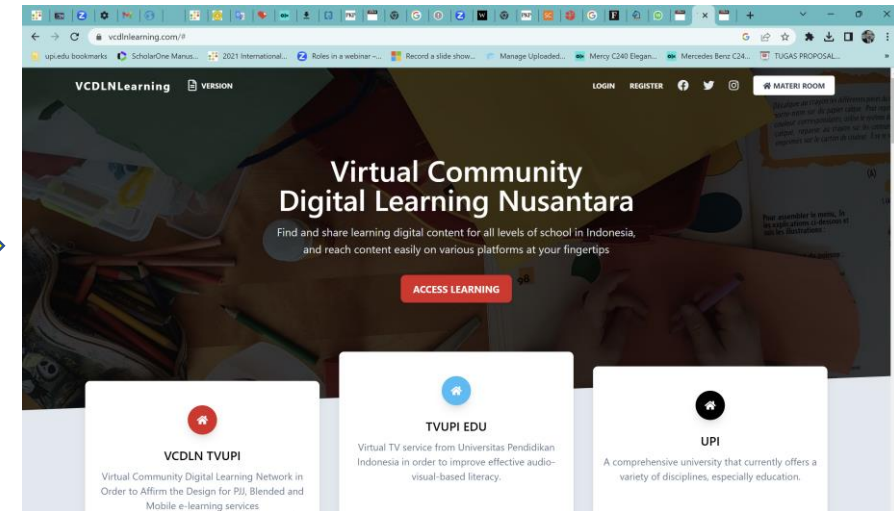 vcdlnlearning.com/#
upi.edu bookmarks
ScholarOne Manus...
2021 International...
Roles in a webinar –...
Record a slide show...
Manage Uploaded...
Mercy C240 Elegan...
Mercedes Benz C24...
TUGAS PROPOSAL...
VCDLNLearning
VERSION
LOGIN
REGISTER
MATERI ROOM
Virtual Community
Digital Learning Nusantara
Find and share learning digital content for all levels of school in Indonesia,
and reach content easily on various platforms at your fingertips
ACCESS LEARNING
VCDLN TVUPI
Virtual Community Digital Learning Network in
Order to Affirm the Design for PJJ, Blended and
Mobile e-learning services
TVUPI EDU
Virtual TV service from Universitas Pendidikan
Indonesia in order to improve effective audio-
visual-based literacy.
UPI
A comprehensive university that currently offers a
variety of disciplines, especially education.